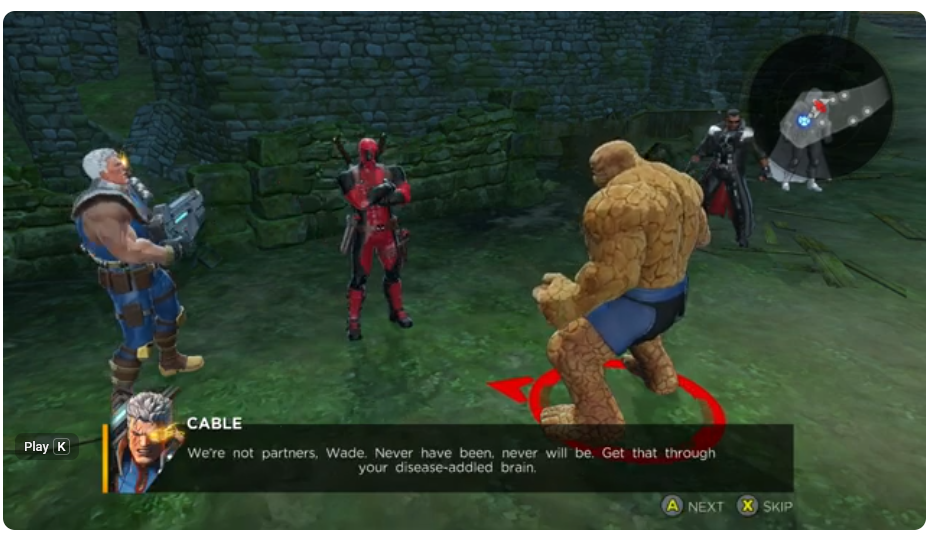 CABLE
Play K
We're not partners, Wade. Never have been, never will be. Get that through
your disease-addled brain.
A NEXT X SKIP